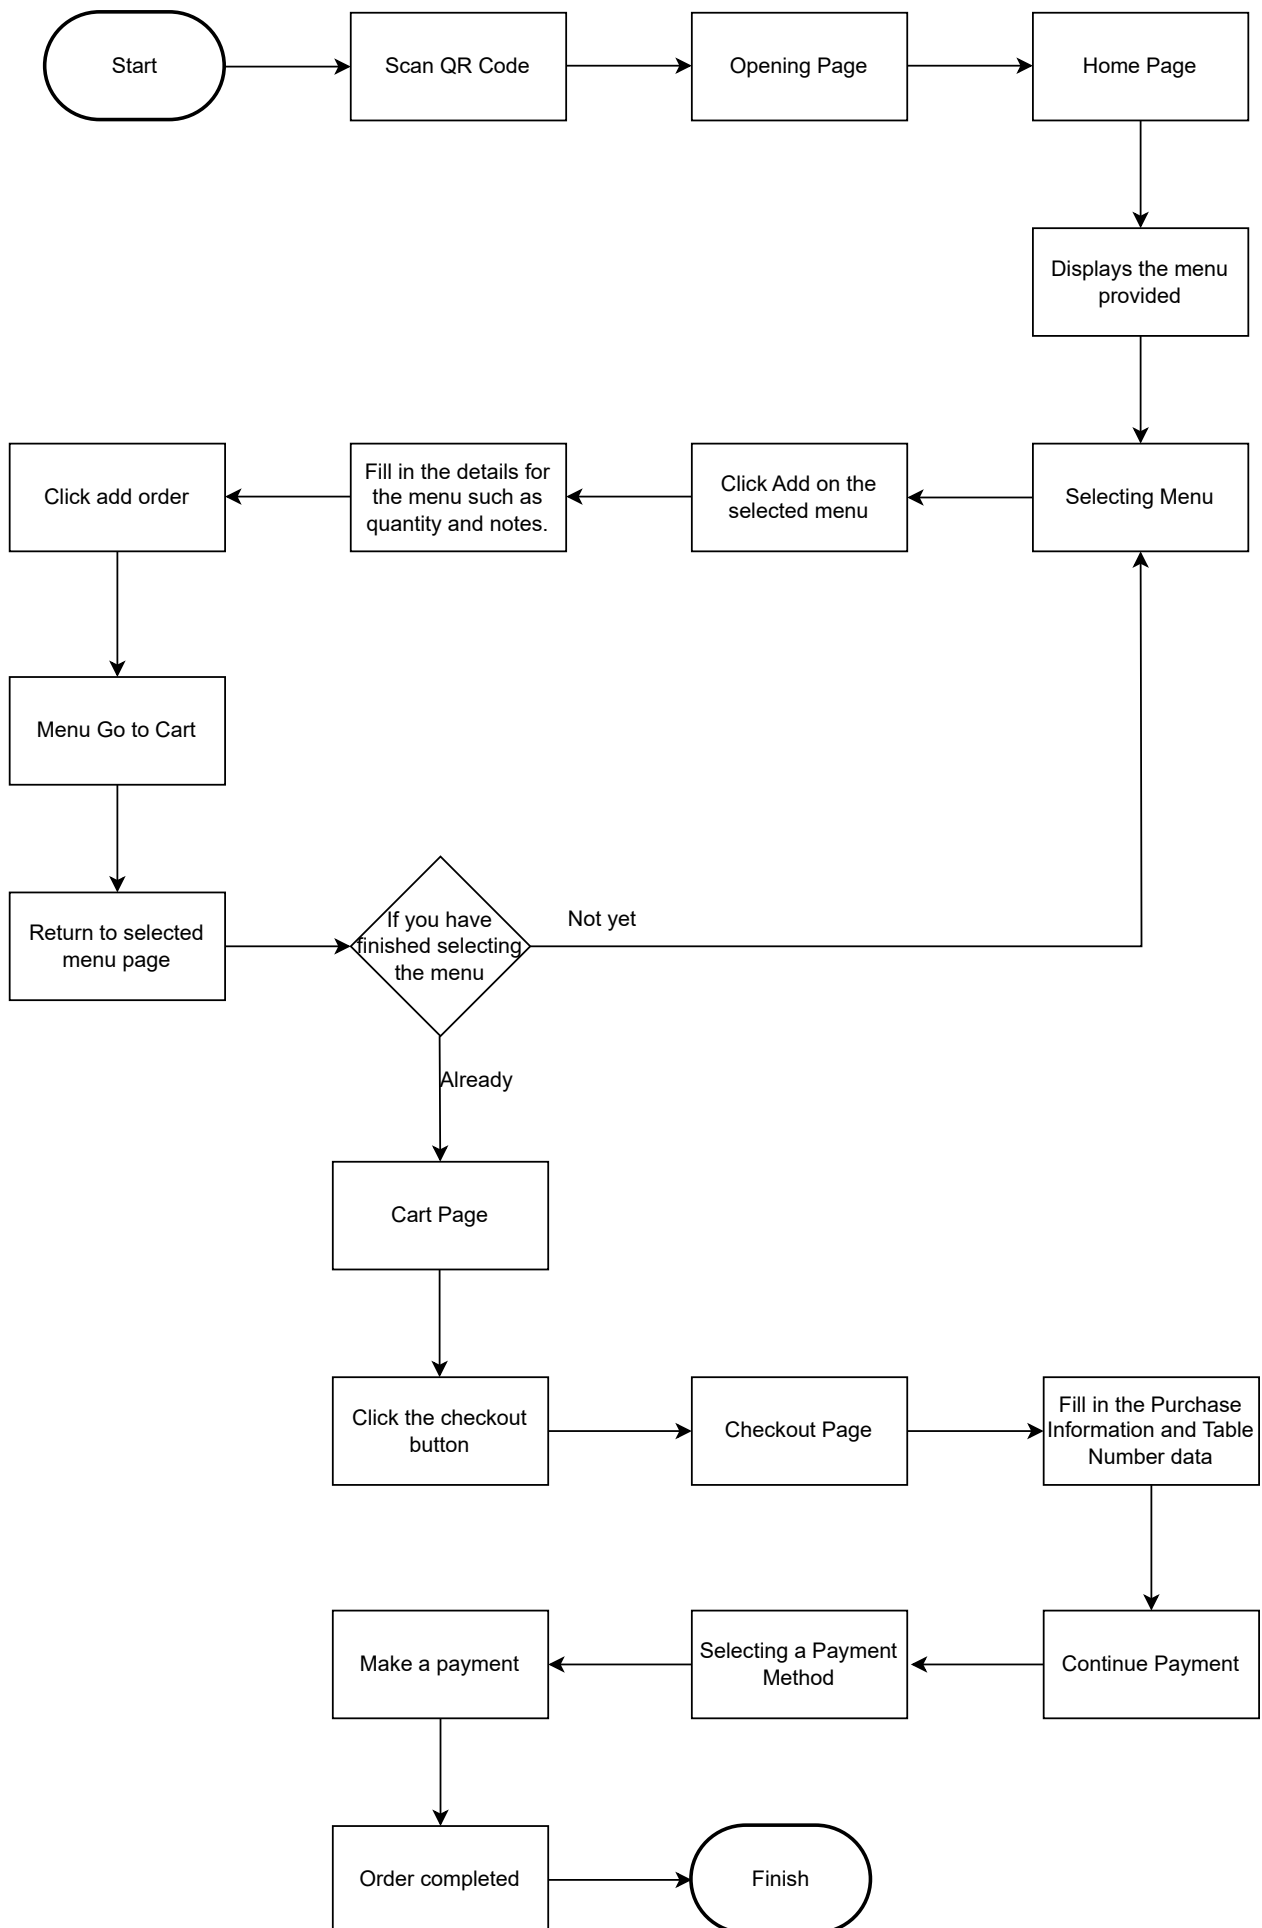 Start
Scan QR Code
Opening Page
Home Page
Displays the menu
provided
Selecting Menu
Click Add on the
selected menu
Fill in the details for
the menu such as
quantity and notes.
Click add order
Menu Go to Cart
Return to selected
menu page
If you have
finished selecting
the menu
Not yet
Already
Cart Page
Click the checkout
button
Checkout Page
Fill in the Purchase
Information and Table
Number data
Continue Payment
Selecting a Payment
Method
Make a payment
Order completed
Finish